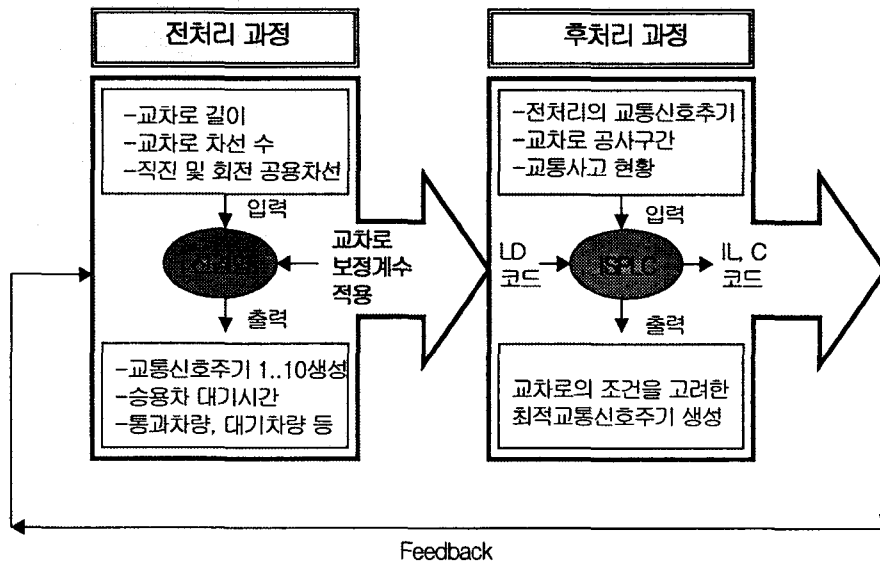 전처리 과정
-교차로 길이
-교차로 차선 수
-직진 및 회전 공용차선
입력
교차로
보정계수
적용
출력
-교통신호주기 1..10생성
-승용차 대기시간
-통과차량, 대기차량 등
후처리 과정
-전처리의 교통신호추기
-교차로 공사구간
-교통사고 현황
입력
LD
코드
ISPLC
IL, C
코드
출력
교차로의 조건을 고려한
최적교통신호주기 생성
Feedback